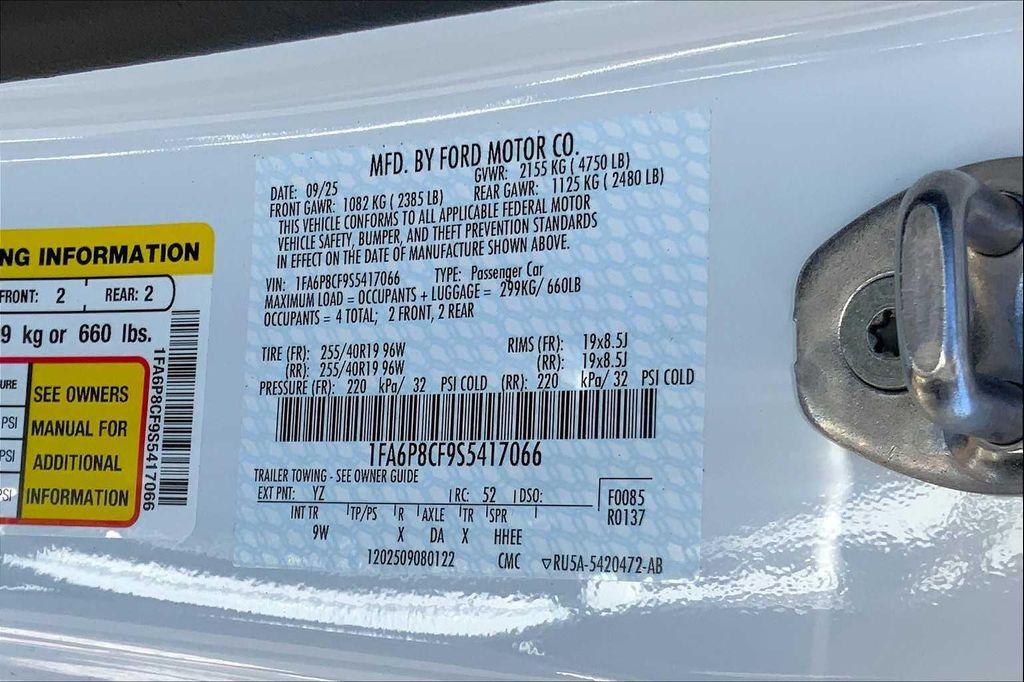 MFD. BY FORD MOTOR CO.
DATE: 09/25 GVWR: 2155 KG ( 4750 LB)
FRONT GAWR: 1082 KG ( 2385 LB) REAR GAWR: 1125 KG ( 2480 LB)
THIS VEHICLE CONFORMS TO ALL APPLICABLE FEDERAL MOTOR
VEHICLE SAFETY, BUMPER, AND THEFT PREVENTION STANDARDS
IN EFFECT ON THE DATE OF MANUFACTURE SHOWN ABOVE.
VIN: 1FA6P8CF9S5417066 TYPE: Passenger Car
MAXIMUM LOAD = OCCUPANTS + LUGGAGE = 299KG/ 660LB
OCCUPANTS = 4 TOTAL; 2 FRONT, 2 REAR
TIRE (FR): 255/40R19 96W RIMS (FR): 19x8.5J
(RR): 255/40R19 96W (RR): 19x8.5J
PRESSURE (FR): 220 kPa/ 32 PSI COLD (RR): 220 kPa/ 32 PSI COLD
1FA6P8CF9S5417066
TRAILER TOWING - SEE OWNER GUIDE
EXT PNT: YZ RC: 52 DSO: F0085
R0137
INT TR TP/PS R AXLE TR SPR
9W X DA X HHEE
1202509080122 CMC ▽RU5A-5420472-AB
NG INFORMATION
FRONT: 2 REAR: 2
9 kg or 660 lbs.
URE
PSI
PSI
PSI
SEE OWNERS
MANUAL FOR
ADDITIONAL
INFORMATION
1FA6P8CF9S5417066